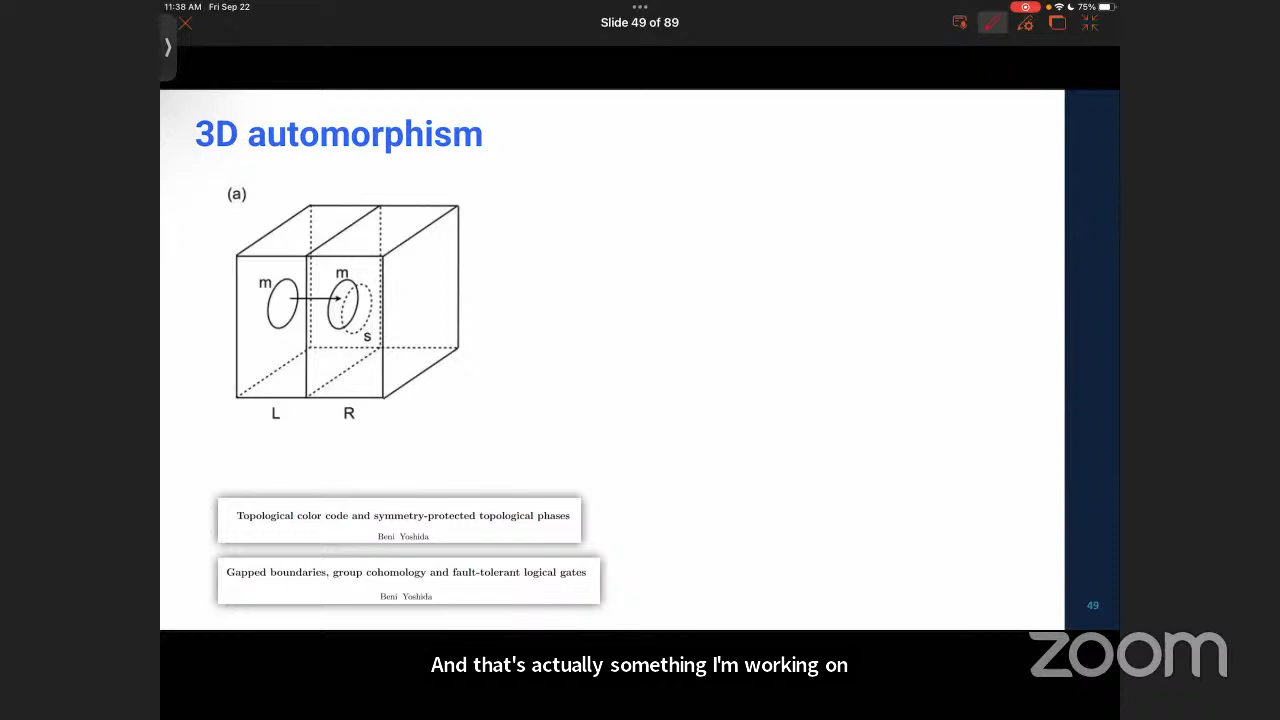 11:38 AM Fri Sep 22
75%
Slide 49 of 89
3D automorphism
(a)
m
m
s
L
R
Topological color code and symmetry-protected topological phases
Beni Yoshida
Gapped boundaries, group cohomology and fault-tolerant logical gates
Beni Yoshida
49
And that's actually something I'm working on
zoom